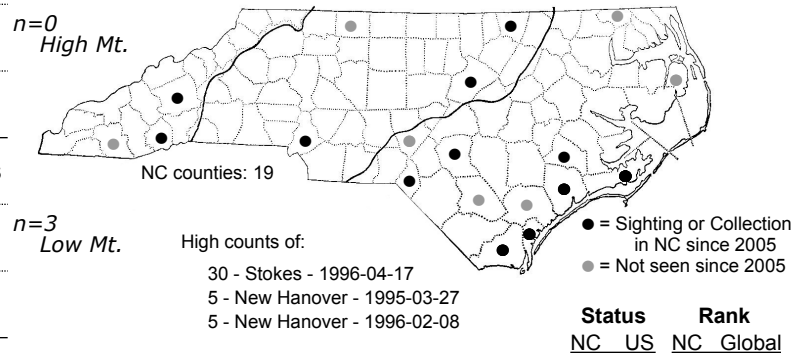 n=0
High Mt.
NC counties: 19
n=3
Low Mt.
High counts of:
30 - Stokes - 1996-04-17
5 - New Hanover - 1995-03-27
5 - New Hanover - 1996-02-08
= Sighting or Collection
in NC since 2005
= Not seen since 2005
Status Rank
NC US NC Global